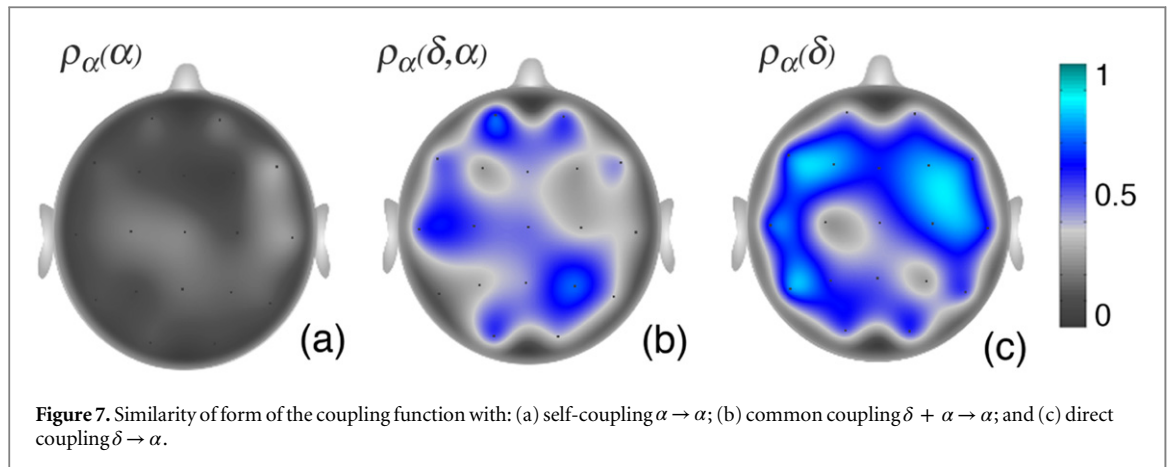 ρα(α)
ρα(δ,α)
ρα(δ)
1
0.5
0
(a)
(b)
(c)
Figure 7. Similarity of form of the coupling function with: (a) self-coupling α → α; (b) common coupling δ + α → α; and (c) direct
coupling δ → α.